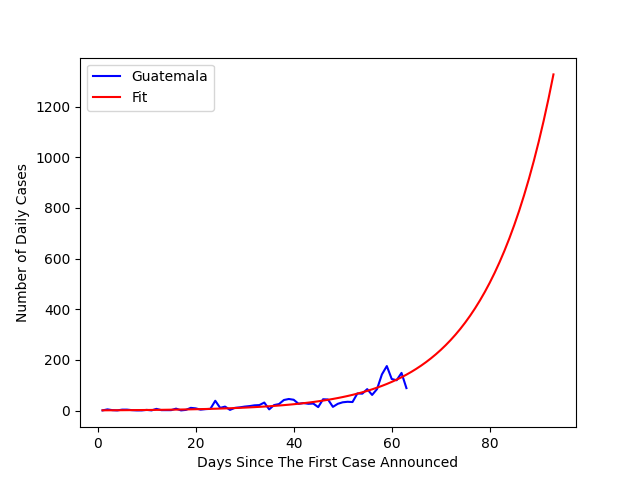 Guatemala
Fit
1200
1000
800
600
400
200
0
Number of Daily Cases
0 20 40 60 80
Days Since The First Case Announced